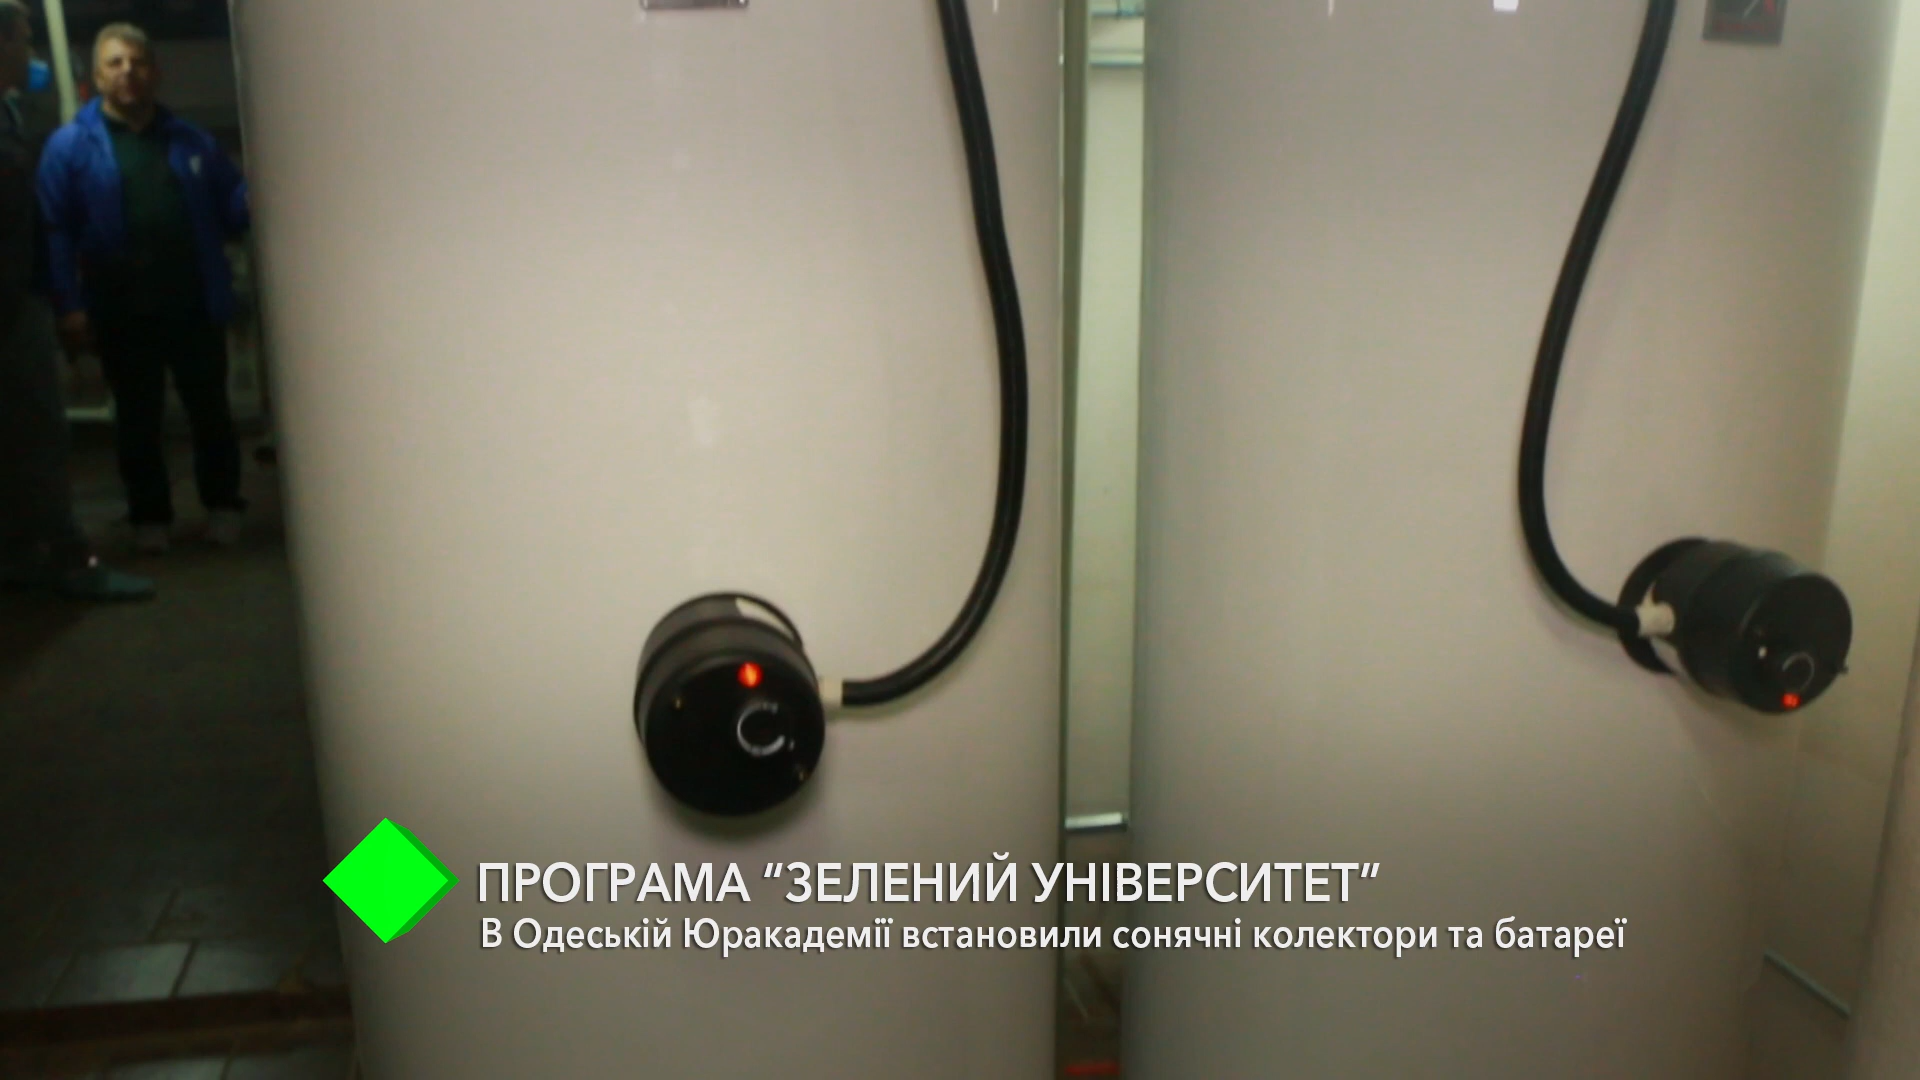 ПРОГРАМА “ЗЕЛЕНИЙ УНІВЕРСИТЕТ”
В Одеській Юракадемії встановили сонячні колектори та батареї